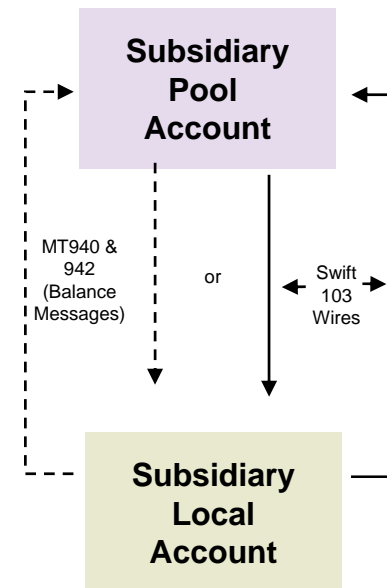 Subsidiary
Pool
Account
MT940 &
942
(Balance
Messages)
or
Swift
103
Wires
Subsidiary
Local
Account